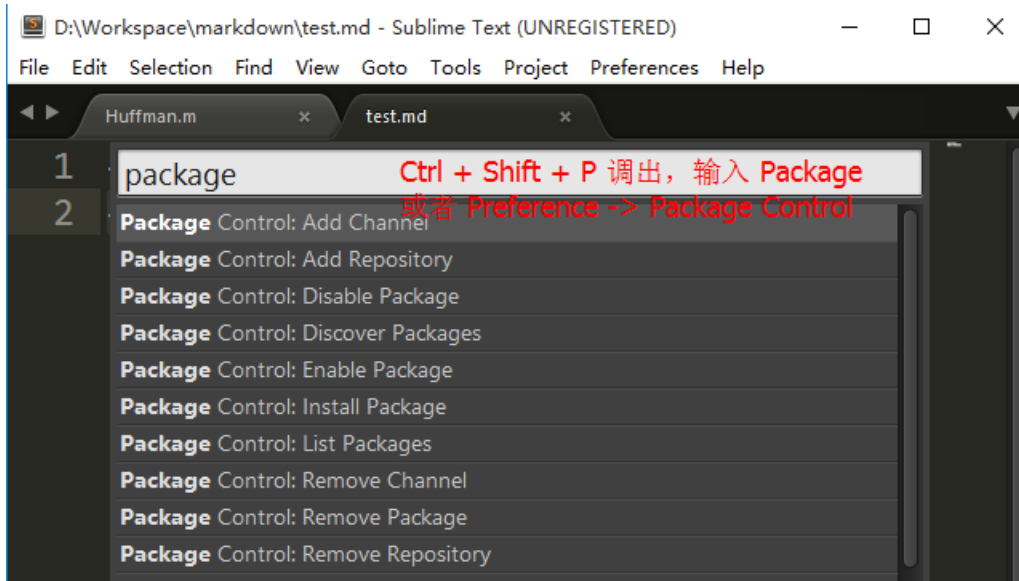 D:\Workspace\markdown\test.md - Sublime Text (UNREGISTERED)
File Edit Selection Find View Goto Tools Project Preferences Help
Huffman.m × test.md ×
1 package Ctrl + Shift + P 调出，输入 Package
或者 Preference -> Package Control
2 Package Control: Add Channel
Package Control: Add Repository
Package Control: Disable Package
Package Control: Discover Packages
Package Control: Enable Package
Package Control: Install Package
Package Control: List Packages
Package Control: Remove Channel
Package Control: Remove Package
Package Control: Remove Repository